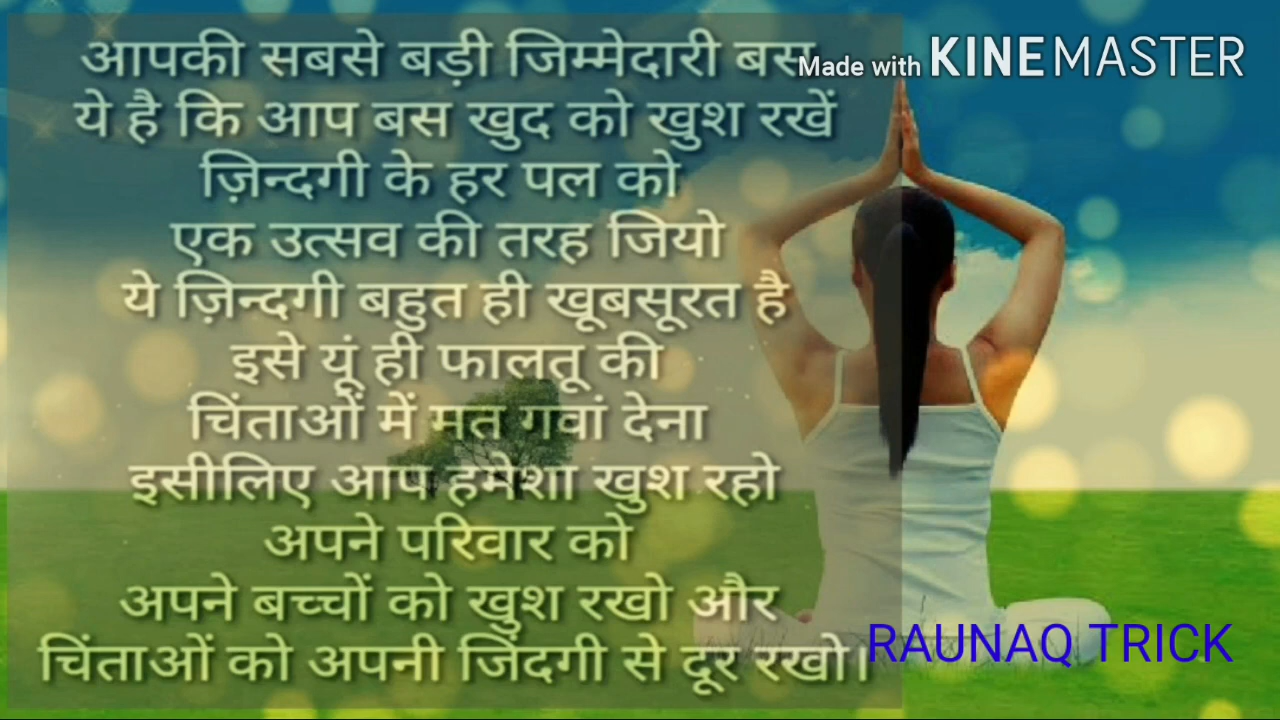 आपकी सबसे बड़ी जिम्मेदारी बस
Made with KINEMASTER
ये है कि आप बस खुद को खुश रखें
ज़िन्दगी के हर पल को
एक उत्सव की तरह जियो
ये ज़िन्दगी बहुत ही खूबसूरत है
इसे यूं ही फालतू की
चिंताओं में मत गवां देना
इसीलिए आप हमेशा खुश रहो
अपने परिवार को
अपने बच्चों को खुश रखो और
चिंताओं को अपनी जिंदगी से दूर रखो।
RAUNAQ TRICK